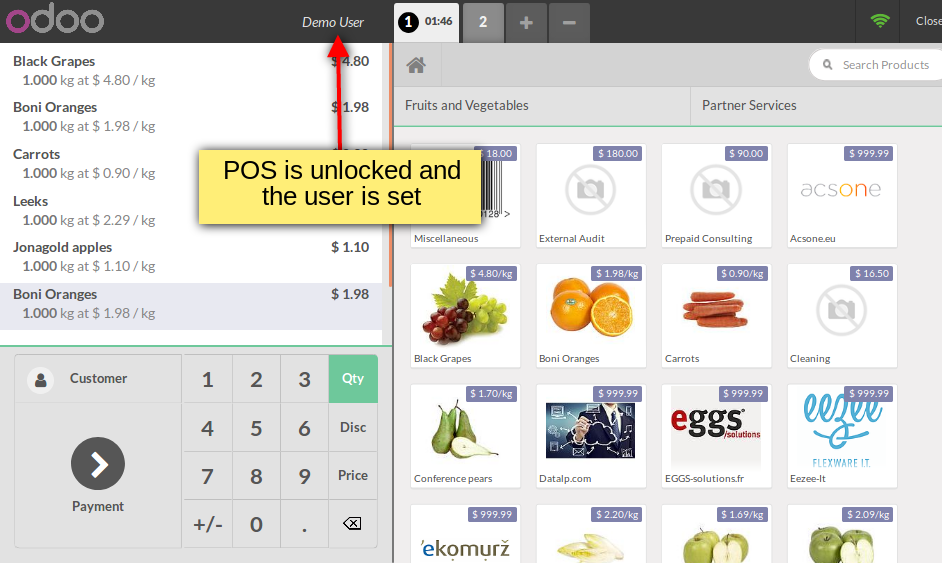 odoo
Demo User
1 01:46
2
+
−
Close
Black Grapes
$ 4.80
1.000 kg at $ 4.80 / kg
Boni Oranges
$ 1.98
1.000 kg at $ 1.98 / kg
Carrots
1.000 kg at $ 0.90 / kg
Leeks
1.000 kg at $ 2.29 / kg
Jonagold apples
$ 1.10
1.000 kg at $ 1.10 / kg
Boni Oranges
$ 1.98
1.000 kg at $ 1.98 / kg
POS is unlocked and
the user is set
Customer
Payment
1 2 3 Qty
4 5 6 Disc
7 8 9 Price
+/- 0 .
Search Products
Fruits and Vegetables
Partner Services
$ 18.00
0128">
Miscellaneous
$ 180.00
External Audit
$ 90.00
Prepaid Consulting
$ 999.99
acsone
Acsone.eu
$ 4.80/kg
Black Grapes
$ 1.98/kg
Boni Oranges
$ 0.90/kg
Carrots
$ 16.50
Cleaning
$ 1.70/kg
Conference pears
$ 999.99
Datalp.com
$ 999.99
eggs
/solutions
EGGS-solutions.fr
$ 999.99
eezee
FLEXWARE IT.
Eezee-It
$ 999.99
'ekomurž
$ 2.20/kg
$ 1.69/kg
$ 2.09/kg